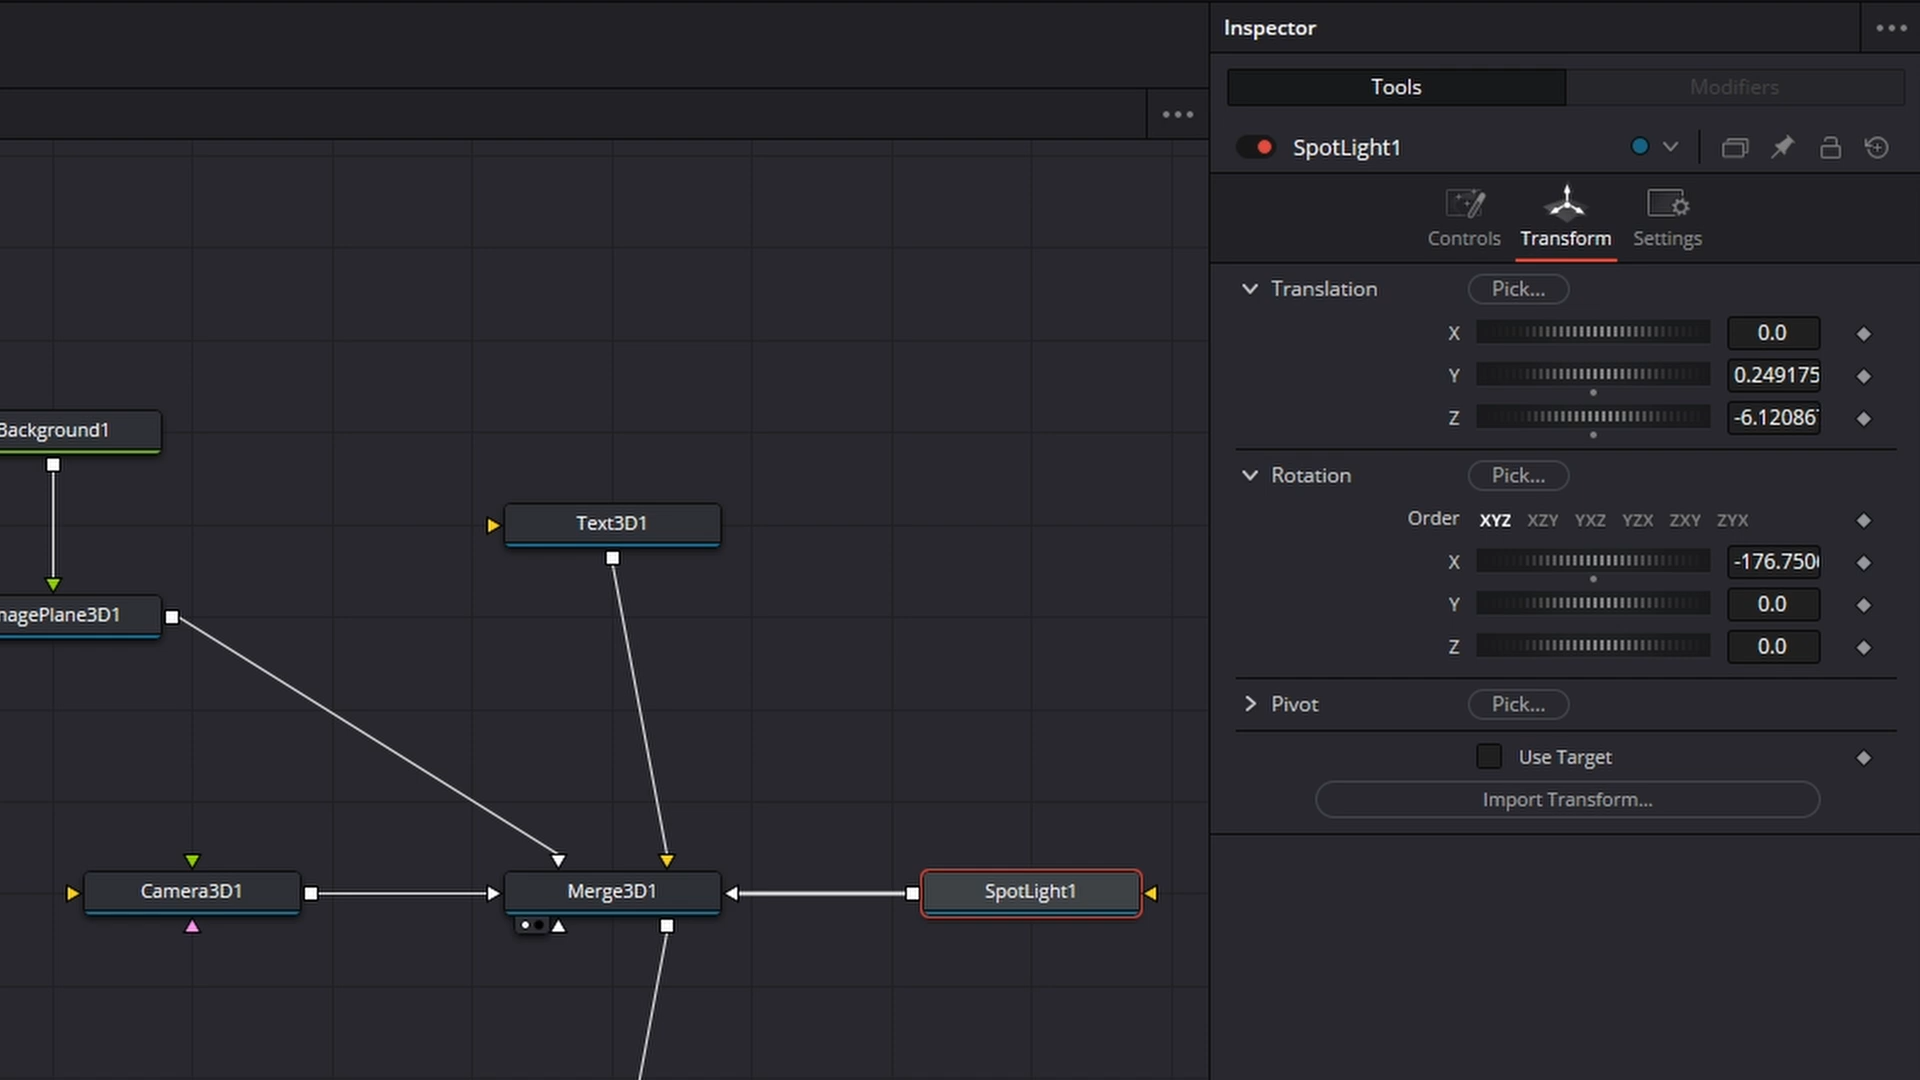 Inspector
Tools
Modifiers
SpotLight1
Controls
Transform
Settings
Translation
Pick...
X
0.0
Y
0.249175
Z
-6.12086
Rotation
Pick...
Order
XYZ
XZY
YXZ
YZX
ZXY
ZYX
X
-176.750
Y
0.0
Z
0.0
Pivot
Pick...
Use Target
Import Transform...
Background1
Text3D1
magePlane3D1
Camera3D1
Merge3D1
SpotLight1